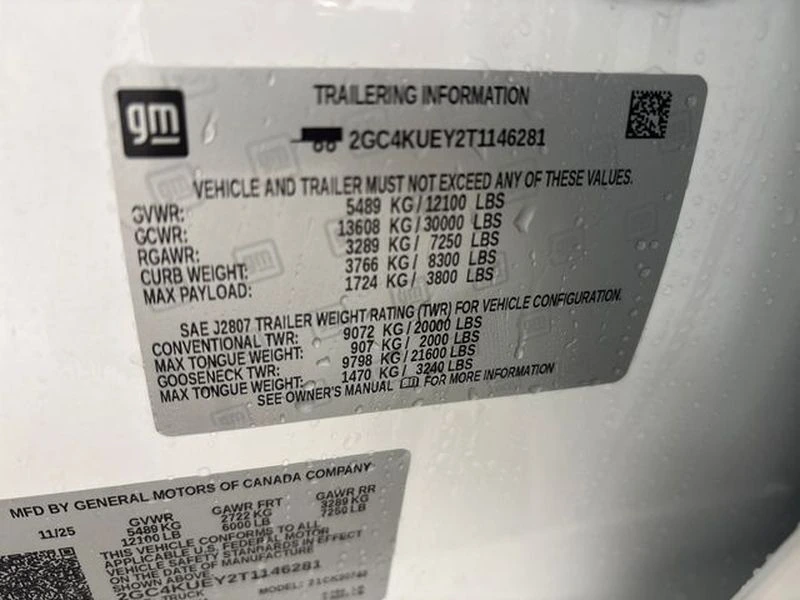 gm
TRAILERING INFORMATION
2GC4KUEY2T1146281
VEHICLE AND TRAILER MUST NOT EXCEED ANY OF THESE VALUES.
GVWR: 5489 KG / 12100 LBS
GCWR: 13608 KG / 30000 LBS
RGAWR: 3289 KG / 7250 LBS
CURB WEIGHT: 3766 KG / 8300 LBS
MAX PAYLOAD: 1724 KG / 3800 LBS
SAE J2807 TRAILER WEIGHT RATING (TWR) FOR VEHICLE CONFIGURATION.
CONVENTIONAL TWR: 9072 KG / 20000 LBS
MAX TONGUE WEIGHT: 907 KG / 2000 LBS
GOOSENECK TWR: 9798 KG / 21600 LBS
MAX TONGUE WEIGHT: 1470 KG / 3240 LBS
SEE OWNER'S MANUAL gm FOR MORE INFORMATION
MFD BY GENERAL MOTORS OF CANADA COMPANY
11/25 GVWR GAWR FRT GAWR RR
5489 KG 2722 KG 3289 KG
12100 LB 6000 LB 7250 LB
THIS VEHICLE CONFORMS TO ALL
APPLICABLE U.S. FEDERAL MOTOR
VEHICLE SAFETY STANDARDS IN EFFECT
ON THE DATE OF MANUFACTURE
SHOWN ABOVE.
2GC4KUEY2T1146281
TRUCK MODEL: